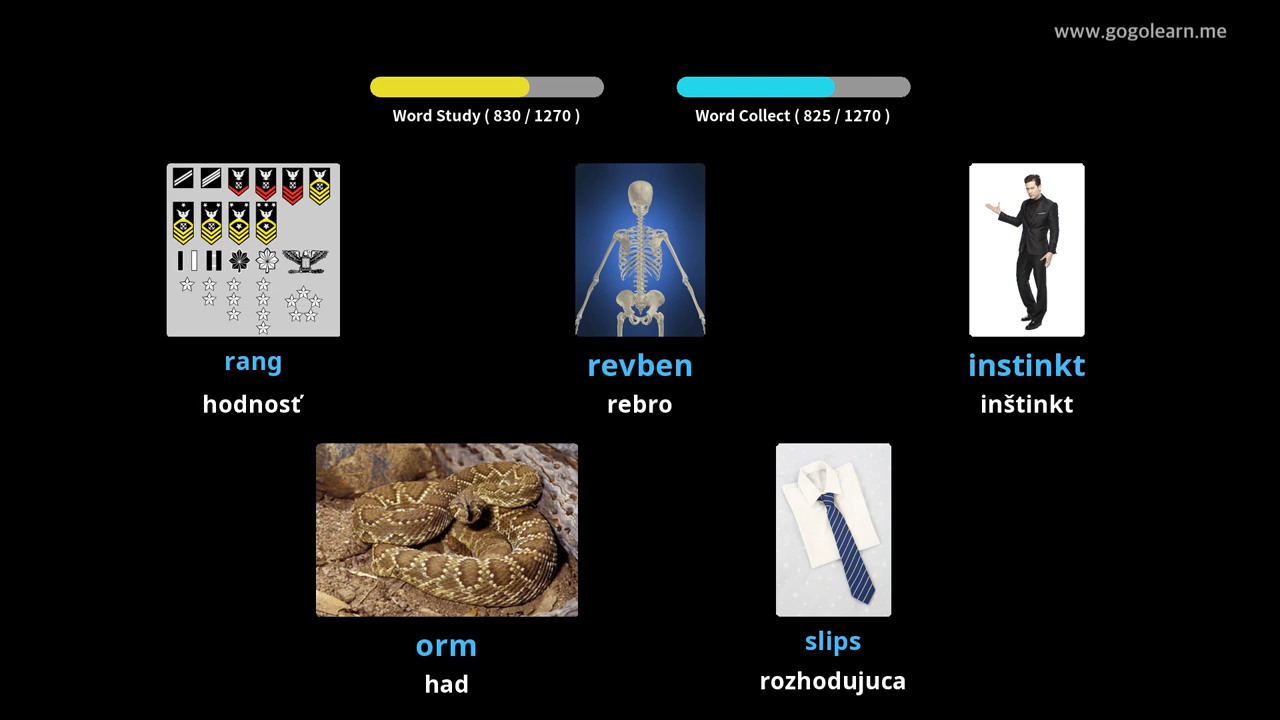 www.gogolearn.me
Word Study ( 830 / 1270 )
Word Collect ( 825 / 1270 )
rang
hodnosť
revben
rebro
instinkt
inštinkt
orm
had
slips
rozhodujuca